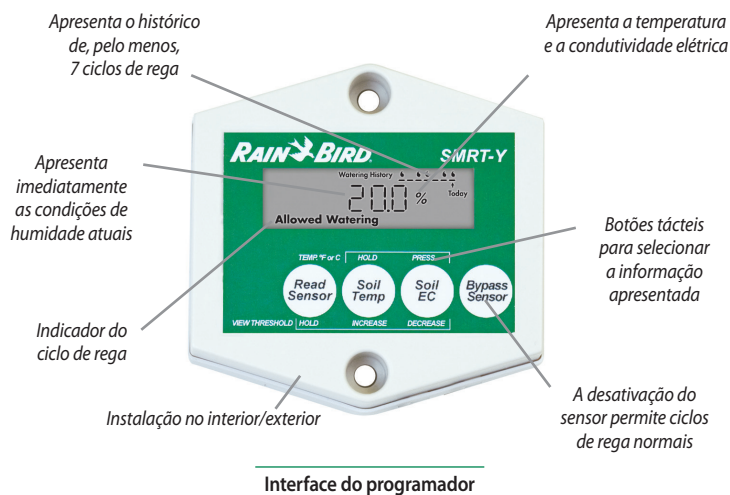 Apresenta o histórico
de, pelo menos,
7 ciclos de rega
Apresenta a temperatura
e a condutividade elétrica
Apresenta
imediatamente
as condições de
humidade atuais
RAIN BIRD. SMRT-Y
Watering History
20.0 % Today
Allowed Watering
TEMP. °F or C HOLD PRESS
Read
Sensor
Soil
Temp
Soil
EC
Bypass
Sensor
VIEW THRESHOLD HOLD INCREASE DECREASE
Botões tácteis
para selecionar
a informação
apresentada
Indicador do
ciclo de rega
Instalação no interior/exterior
A desativação do
sensor permite ciclos
de rega normais
Interface do programador